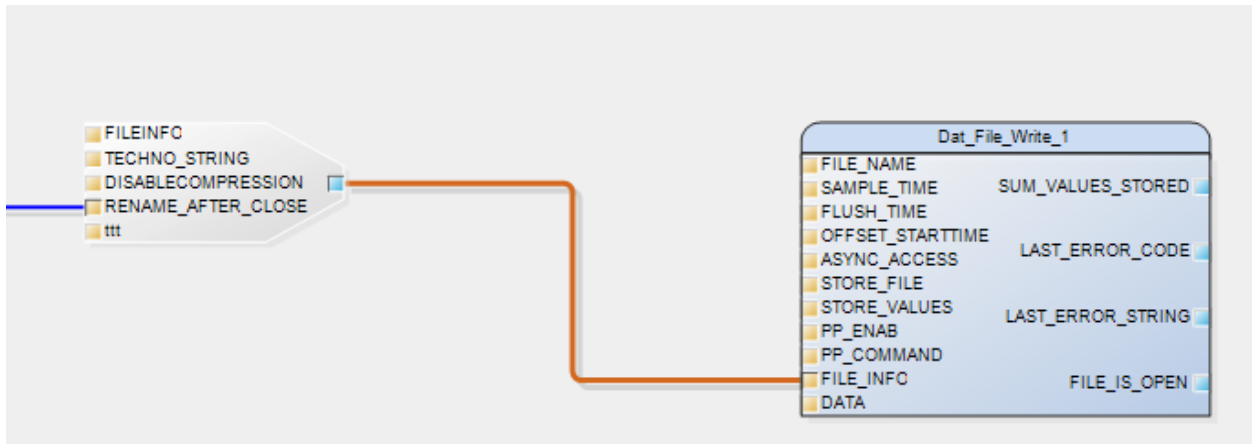 FILEINFO
TECHNO_STRING
DISABLECOMPRESSION
RENAME_AFTER_CLOSE
ttt
Dat_File_Write_1
FILE_NAME
SAMPLE_TIME
FLUSH_TIME
OFFSET_STARTTIME
ASYNC_ACCESS
STORE_FILE
STORE_VALUES
PP_ENAB
PP_COMMAND
FILE_INFO
DATA
SUM_VALUES_STORED
LAST_ERROR_CODE
LAST_ERROR_STRING
FILE_IS_OPEN